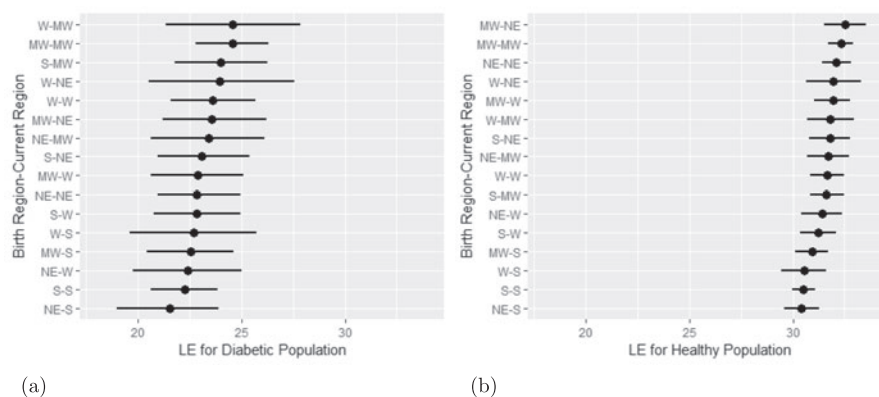 Birth Region-Current Region
W-MW
MW-MW
S-MW
W-NE
W-W
MW-NE
NE-MW
S-NE
MW-W
NE-NE
S-W
W-S
MW-S
NE-W
S-S
NE-S
20 25 30
LE for Diabetic Population
(a)
Birth Region-Current Region
MW-NE
MW-MW
NE-NE
W-NE
MW-W
W-MW
S-NE
NE-MW
W-W
S-MW
NE-W
S-W
MW-S
W-S
S-S
NE-S
20 25 30
LE for Healthy Population
(b)